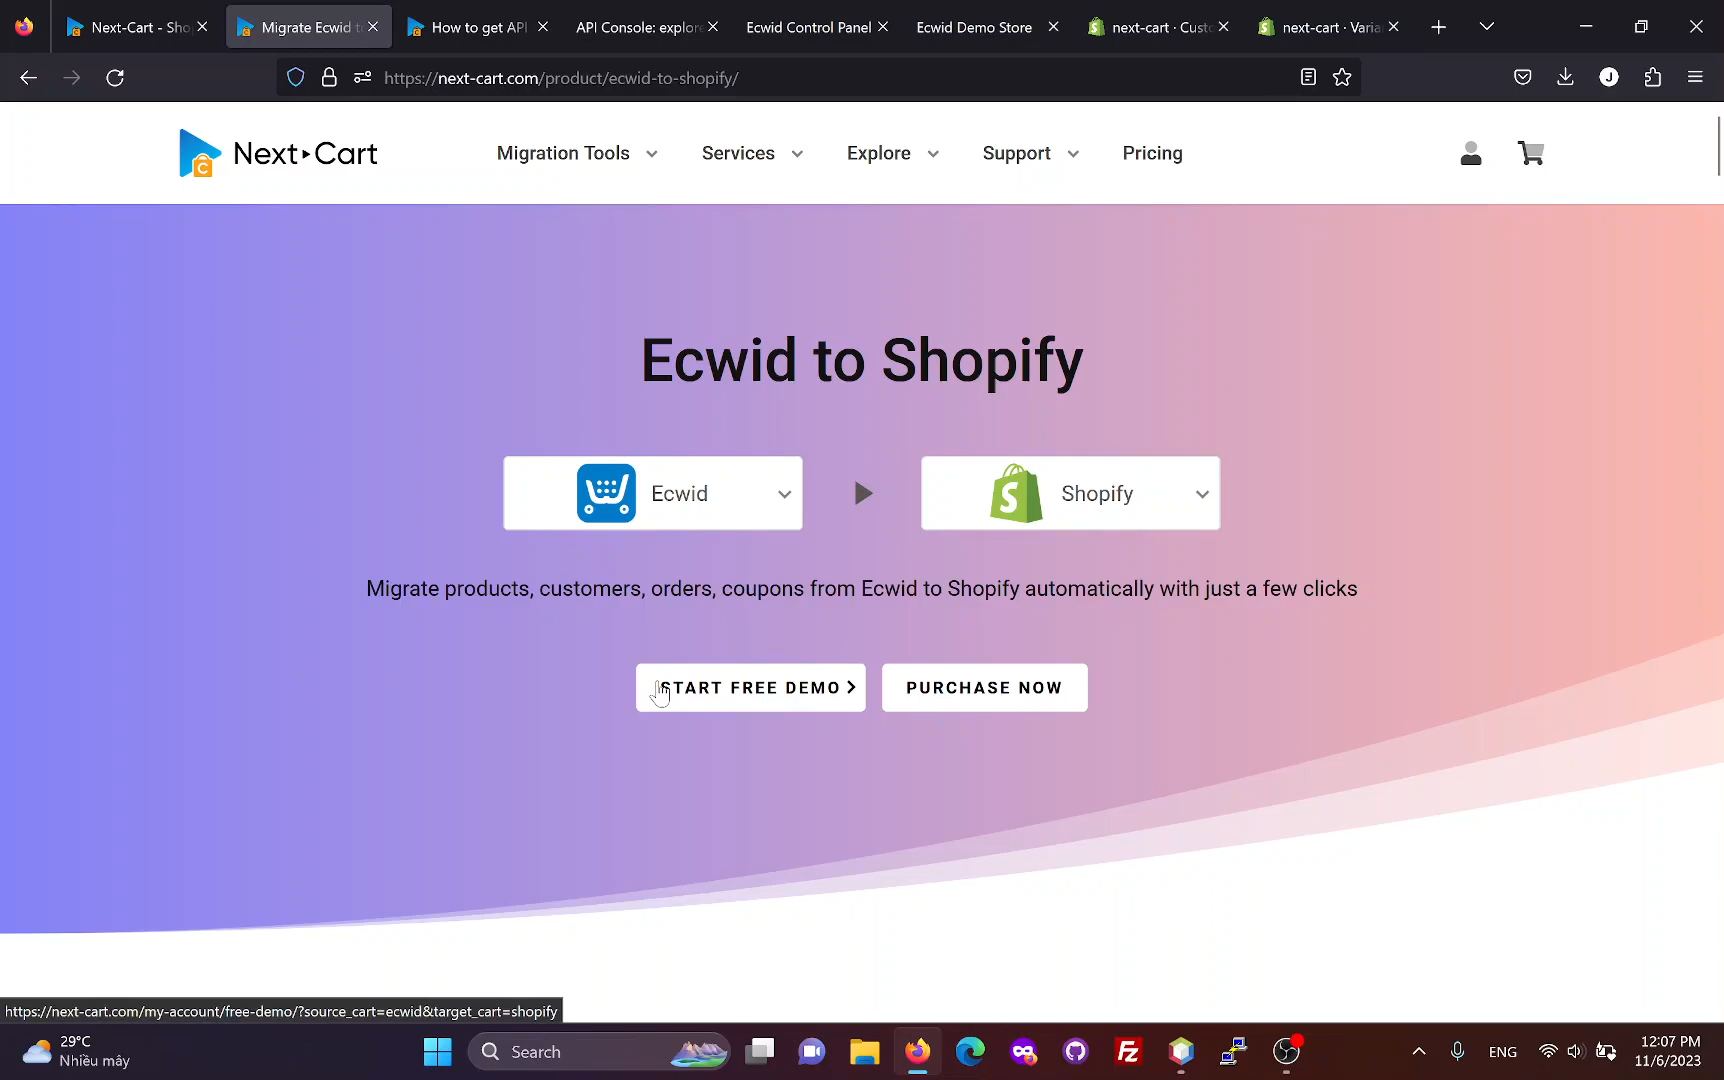 Next-Cart - Sho
Migrate Ecwid t
How to get API
API Console: explore
Ecwid Control Panel
Ecwid Demo Store
next-cart · Cust
next-cart · Varia
https://next-cart.com/product/ecwid-to-shopify/
J
Next Cart
C
Migration Tools
Services
Explore
Support
Pricing
Ecwid to Shopify
Ecwid
Shopify
Migrate products, customers, orders, coupons from Ecwid to Shopify automatically with just a few clicks
START FREE DEMO
PURCHASE NOW
https://next-cart.com/my-account/free-demo/?source_cart=ecwid&target_cart=shopify
29°C
Nhiều mây
Search
Fz
ENG
12:07 PM
11/6/2023